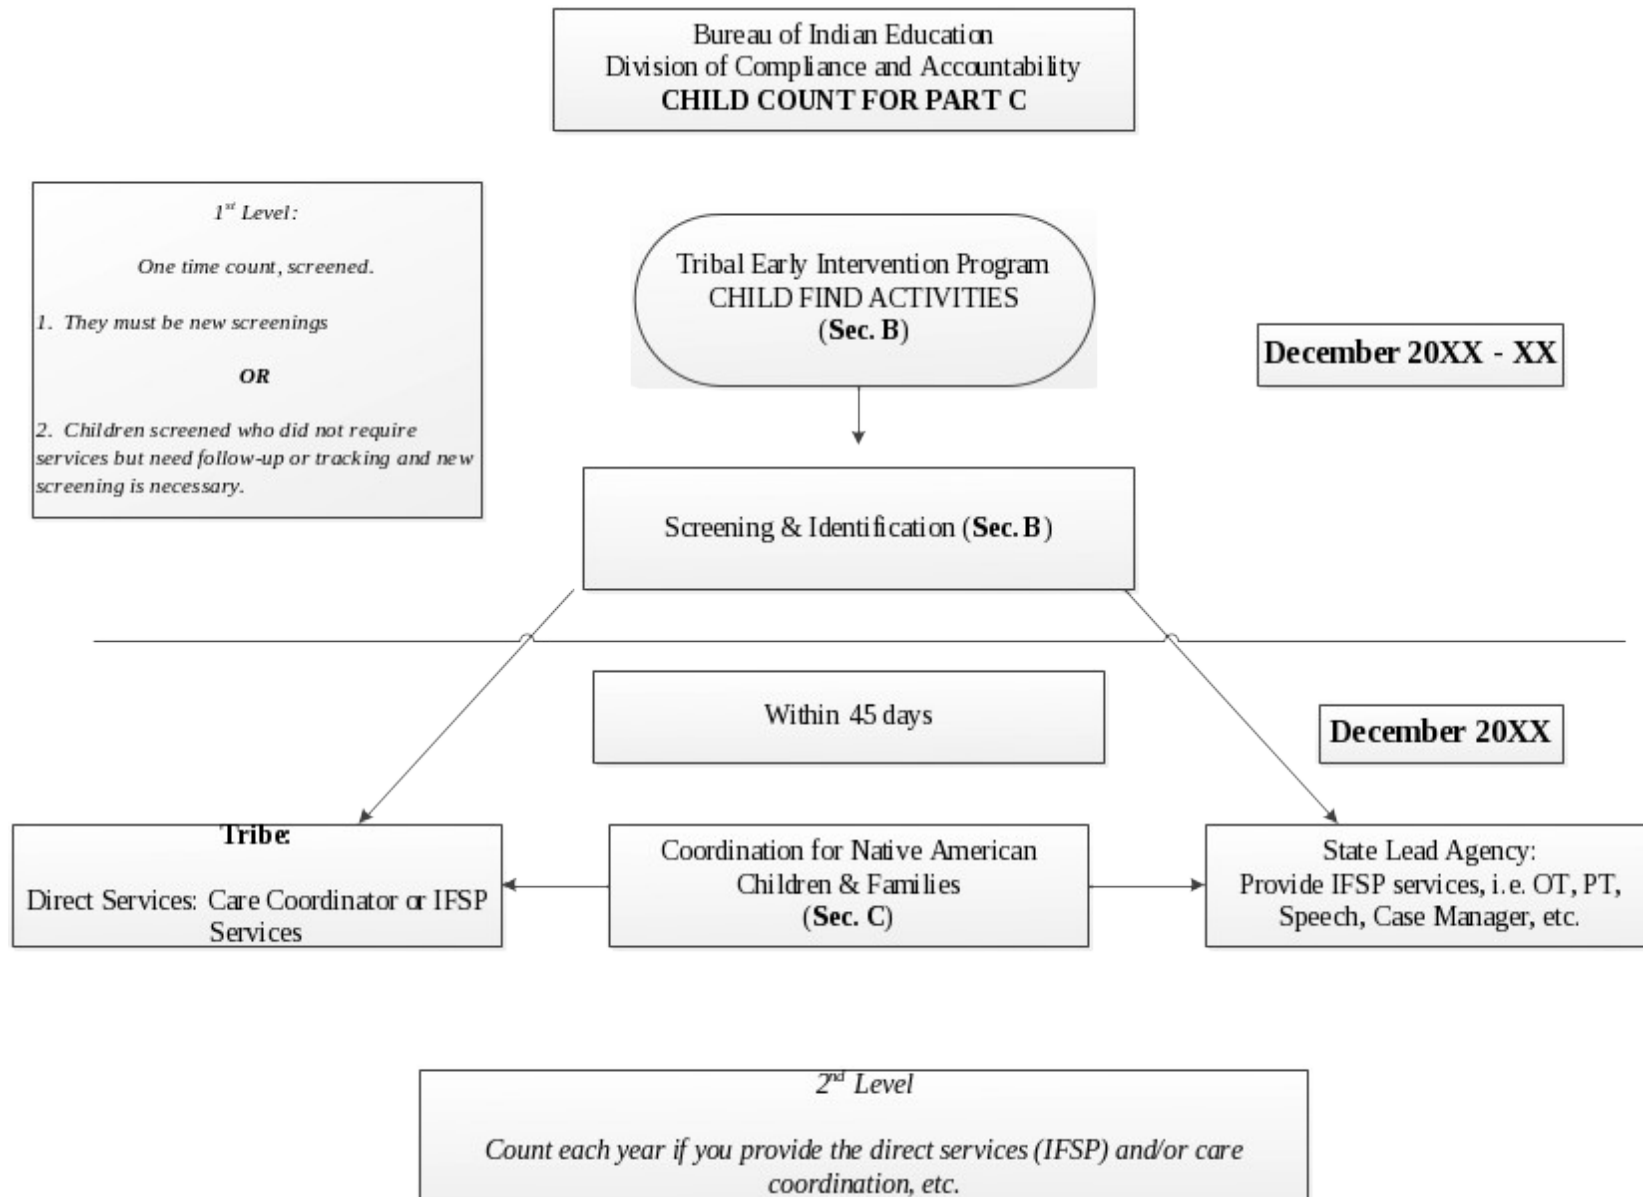 Bureau of Indian Education
Division of Compliance and Accountability
CHILD COUNT FOR PART C
1st Level:
One time count, screened.
1. They must be new screenings
OR
2. Children screened who did not require
services but need follow-up or tracking and new
screening is necessary.
Tribal Early Intervention Program
CHILD FIND ACTIVITIES
(Sec. B)
December 20XX - XX
Screening & Identification (Sec. B)
Within 45 days
December 20XX
Tribe:
Direct Services: Care Coordinator or IFSP
Services
Coordination for Native American
Children & Families
(Sec. C)
State Lead Agency:
Provide IFSP services, i.e. OT, PT,
Speech, Case Manager, etc.
2nd Level
Count each year if you provide the direct services (IFSP) and/or care
coordination, etc.